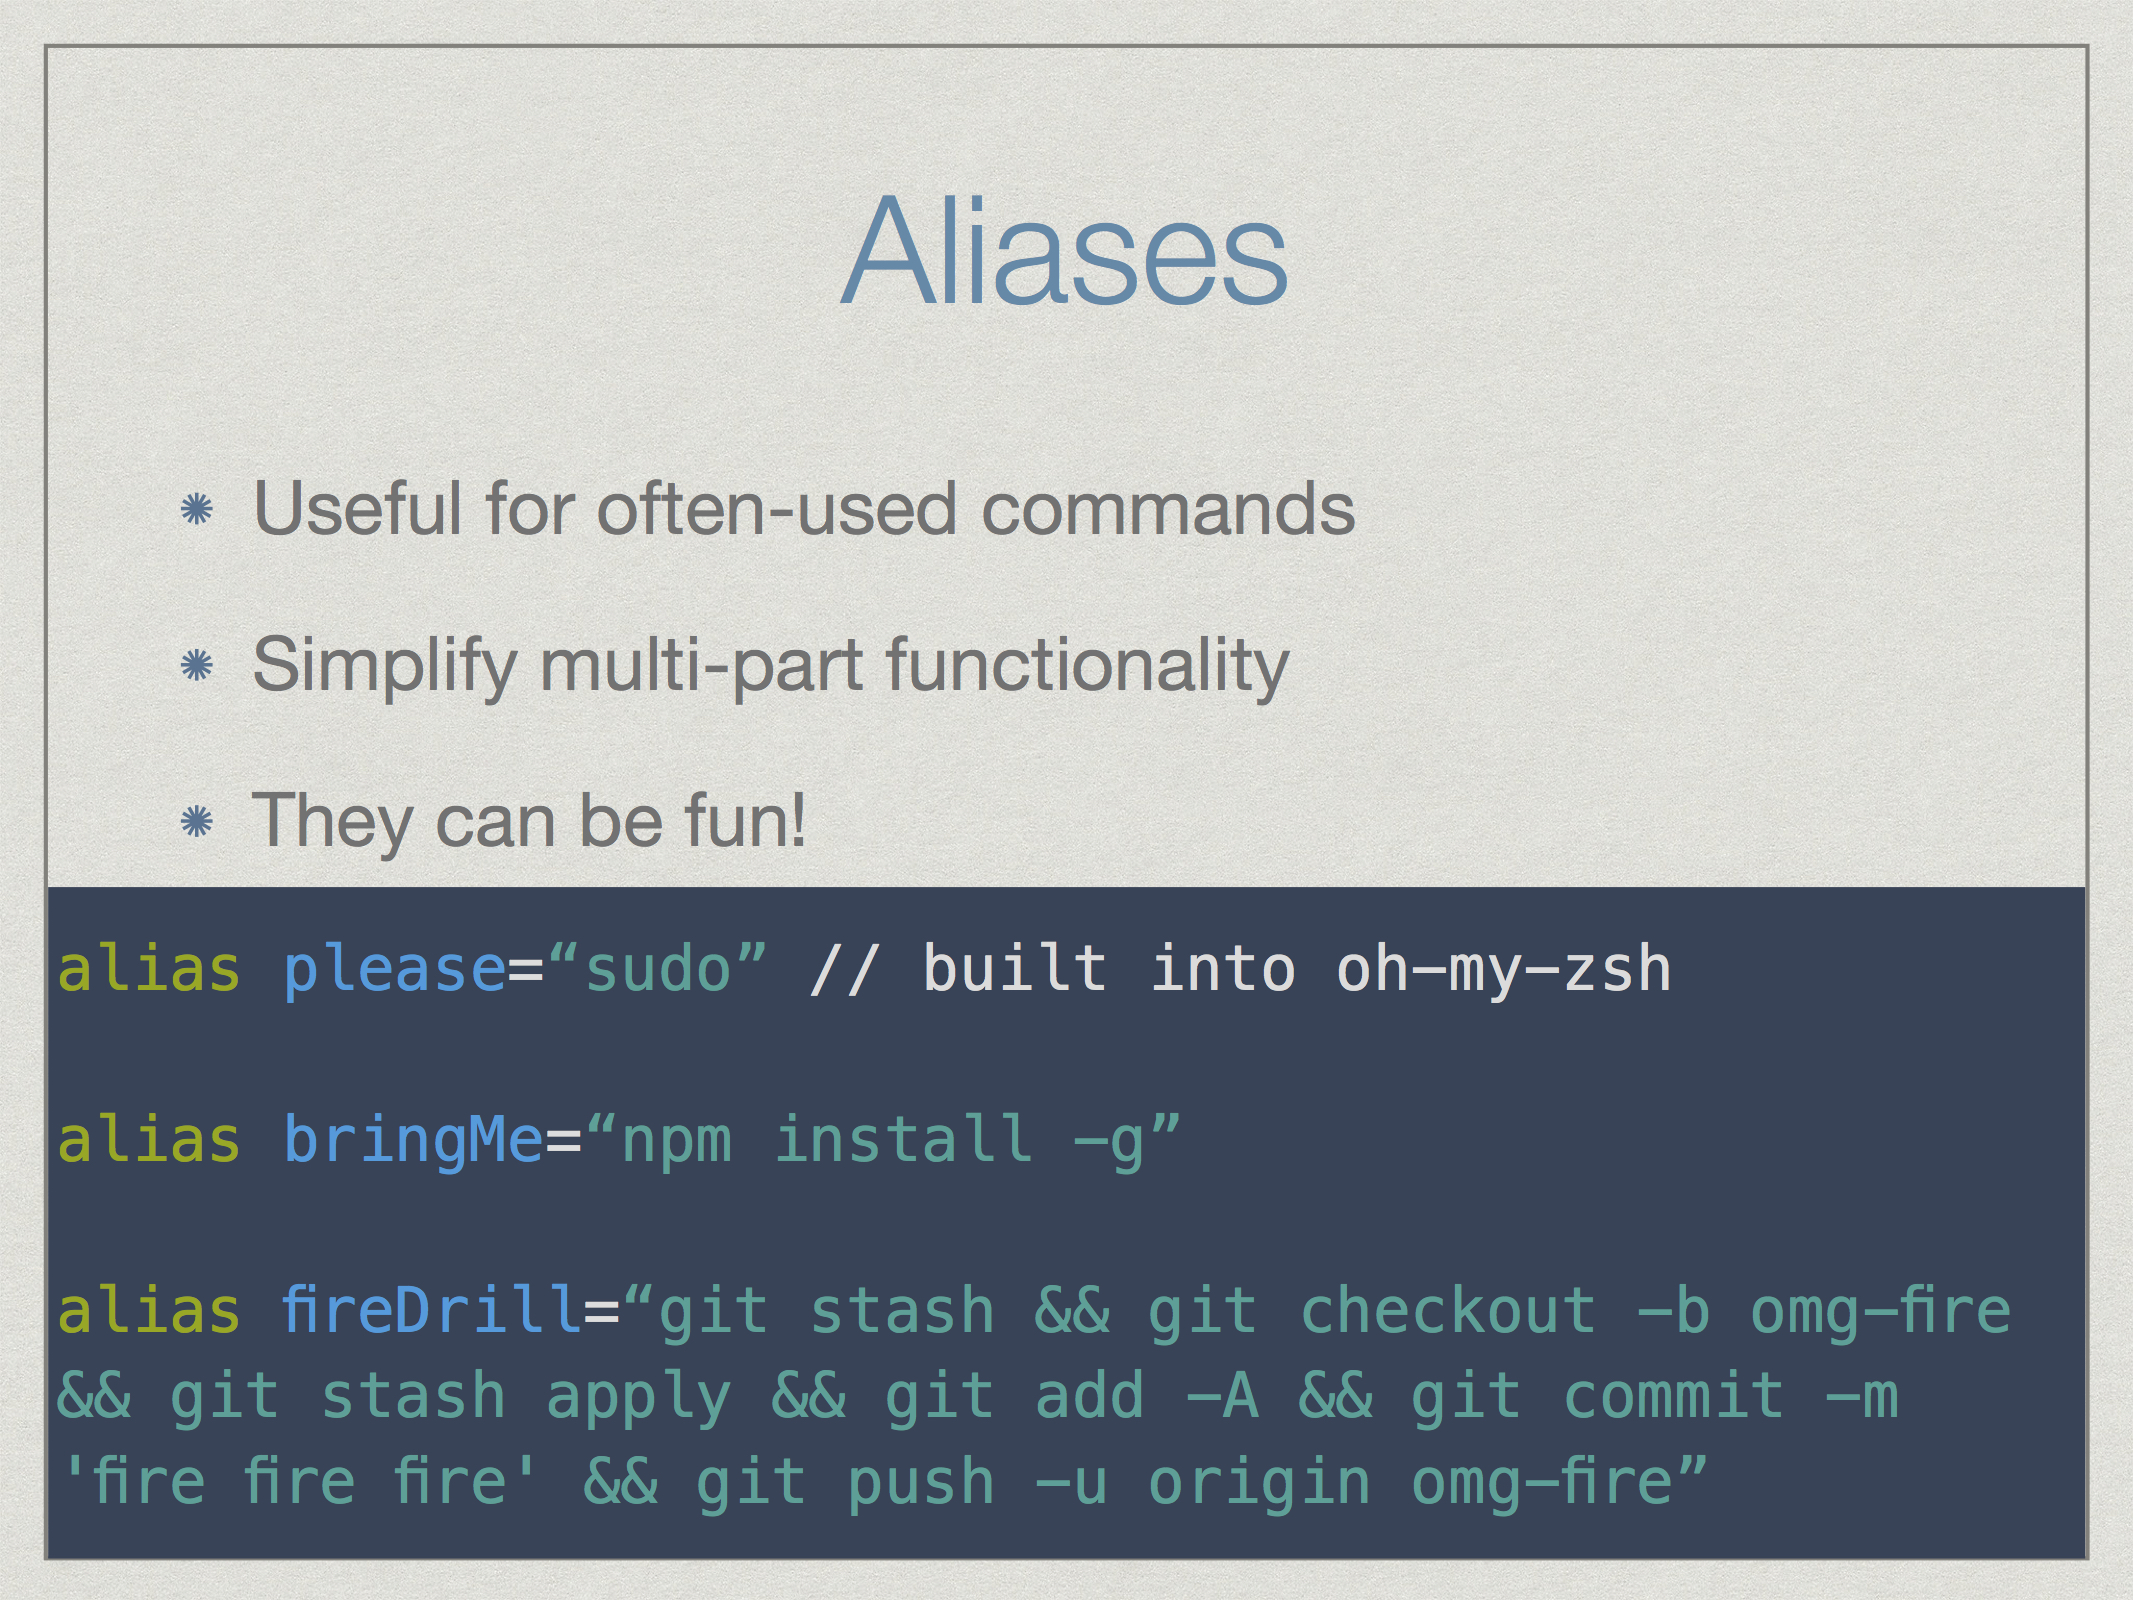 Aliases
Useful for often-used commands
Simplify multi-part functionality
They can be fun!
alias please=“sudo” // built into oh-my-zsh
alias bringMe=“npm install -g”
alias fireDrill=“git stash && git checkout -b omg-fire
&& git stash apply && git add -A && git commit -m
'fire fire fire' && git push -u origin omg-fire”